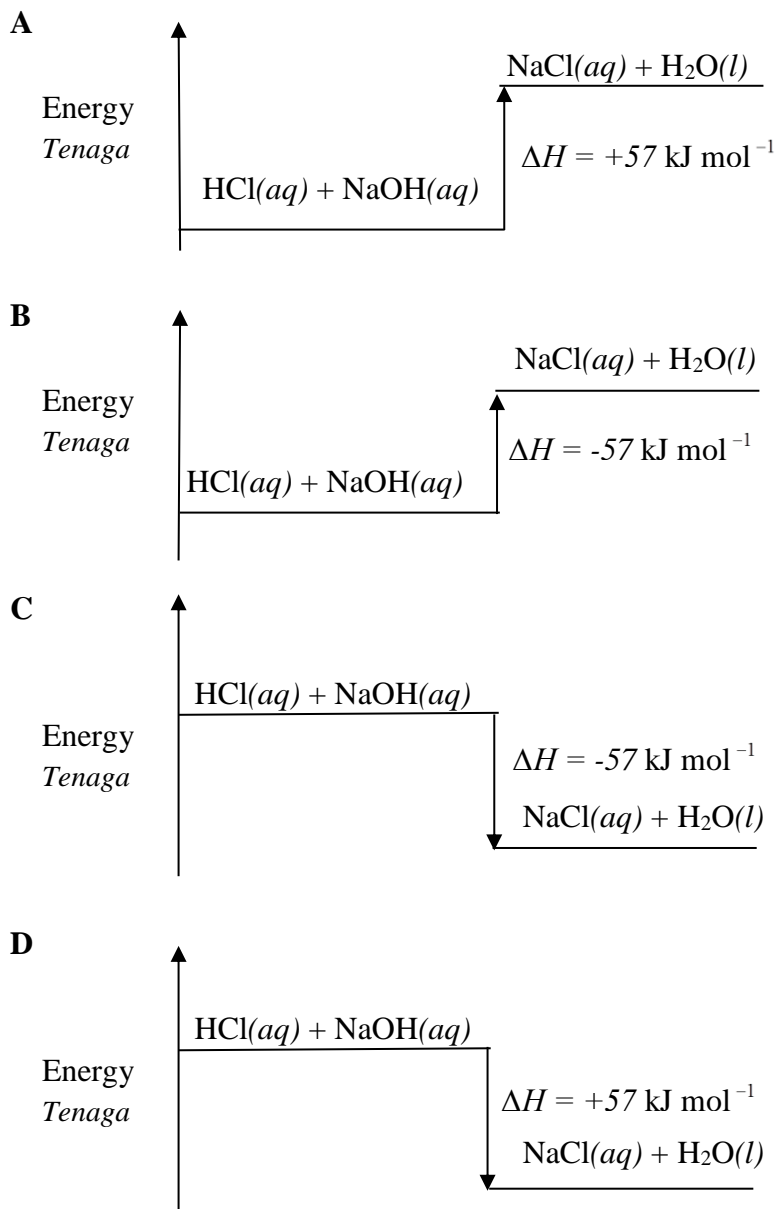 A
NaCl(aq) + H₂O(l)
Energy
Tenaga
ΔH = +57 kJ mol ⁻¹
HCl(aq) + NaOH(aq)
B
NaCl(aq) + H₂O(l)
Energy
Tenaga
ΔH = -57 kJ mol ⁻¹
HCl(aq) + NaOH(aq)
C
HCl(aq) + NaOH(aq)
Energy
Tenaga
ΔH = -57 kJ mol ⁻¹
NaCl(aq) + H₂O(l)
D
HCl(aq) + NaOH(aq)
Energy
Tenaga
ΔH = +57 kJ mol ⁻¹
NaCl(aq) + H₂O(l)